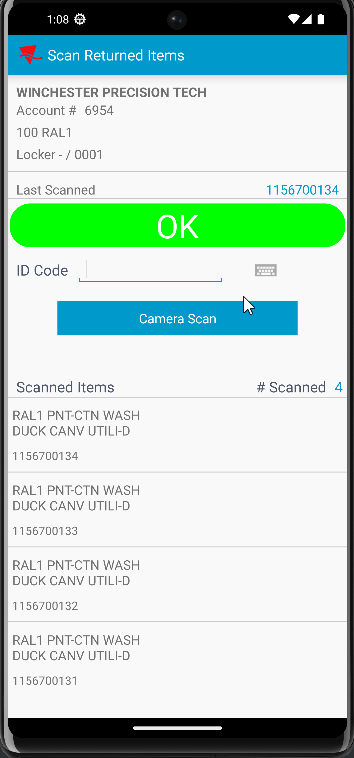 1:08
Scan Returned Items
WINCHESTER PRECISION TECH
Account # 6954
100 RAL1
Locker - / 0001
Last Scanned 1156700134
OK
ID Code
Camera Scan
Scanned Items # Scanned 4
RAL1 PNT-CTN WASH
DUCK CANV UTILI-D
1156700134
RAL1 PNT-CTN WASH
DUCK CANV UTILI-D
1156700133
RAL1 PNT-CTN WASH
DUCK CANV UTILI-D
1156700132
RAL1 PNT-CTN WASH
DUCK CANV UTILI-D
1156700131